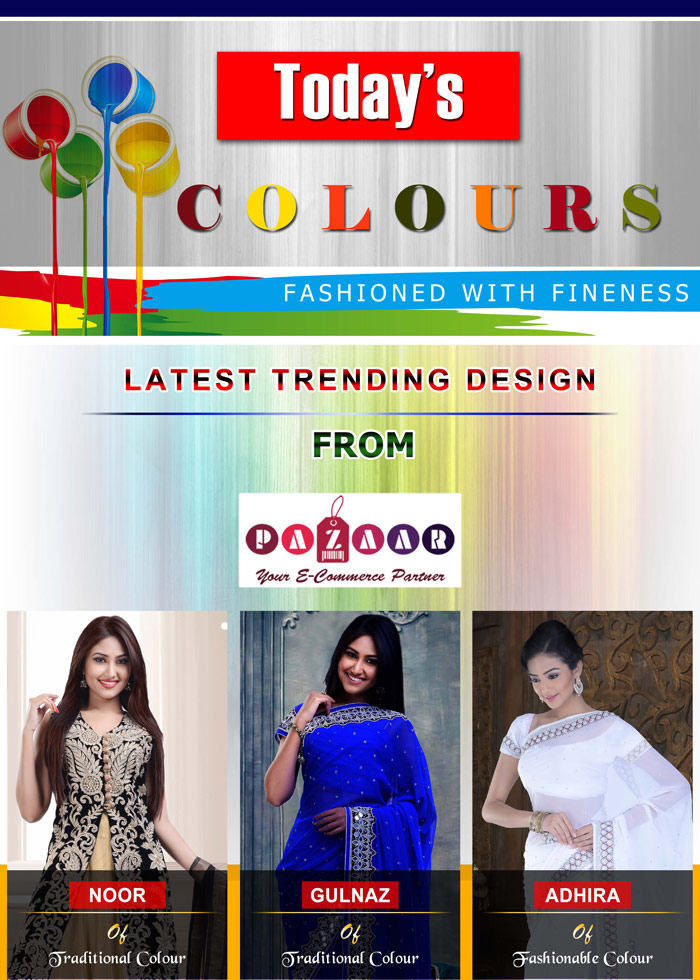 Today's
COLOURS
FASHIONED WITH FINENESS
LATEST TRENDING DESIGN
FROM
PAZAAR
Your E-Commerce Partner
NOOR
Of
Traditional Colour
GULNAZ
Of
Traditional Colour
ADHIRA
Of
Fashionable Colour